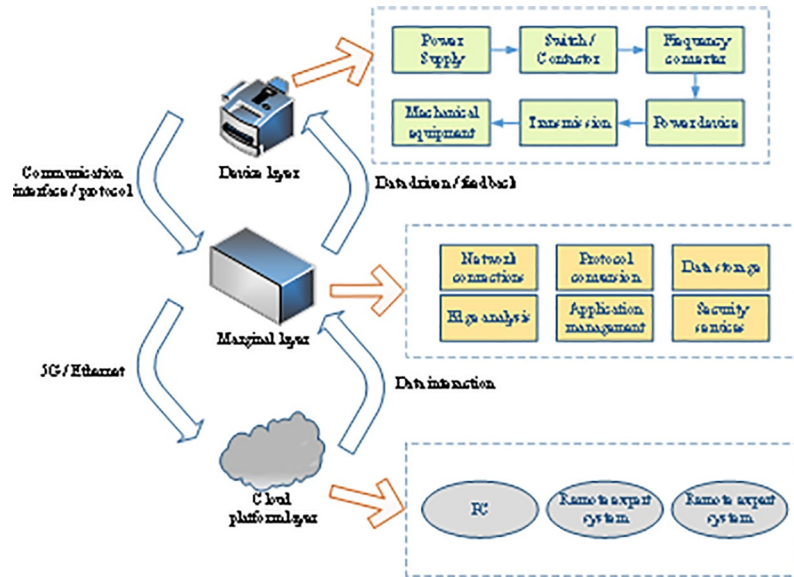 Power
Supply
Switch /
Contactor
Frequency
converter
Mechanical
equipment
Transmission
Power device
Device layer
Communication
interface / protocol
Data driven / feedback
Network
connections
Protocol
conversion
Data storage
Edge analysis
Application
management
Security
services
Marginal layer
5G / Ethernet
Data interaction
Cloud
platform layer
PC
Remote expert
system
Remote expert
system